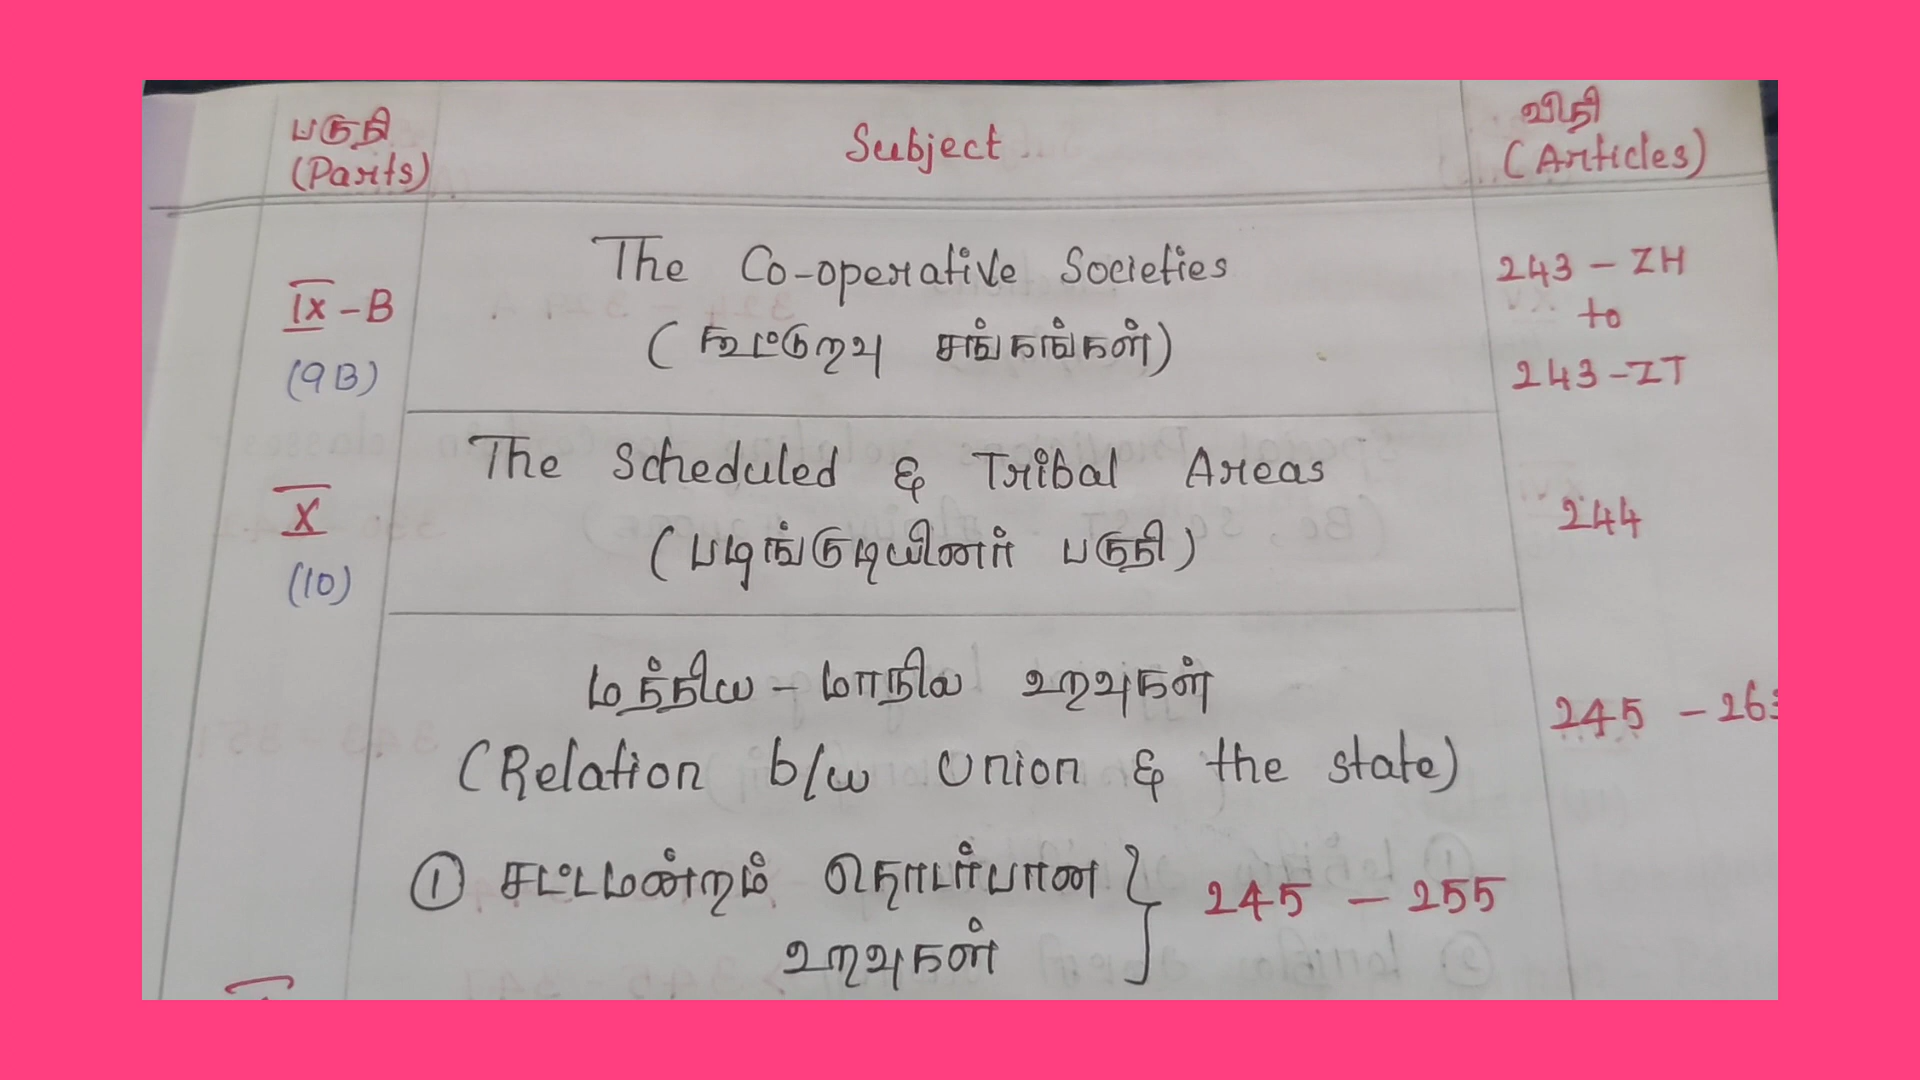 பகுதி
(Parts)
Subject
விதி
(Articles)
IX-B
(9B)
The Co-operative Societies
(கூட்டுறவு சங்கங்கள்)
243 - ZH
to
243-ZT
X
(10)
The Scheduled & Tribal Areas
(பழங்குடியினர் பகுதி)
244
மத்திய - மாநில உறவுகள்
(Relation b/w Union & the state)
245 - 263
① சட்டமன்றம் தொடர்பான
உறவுகள்
245 - 255